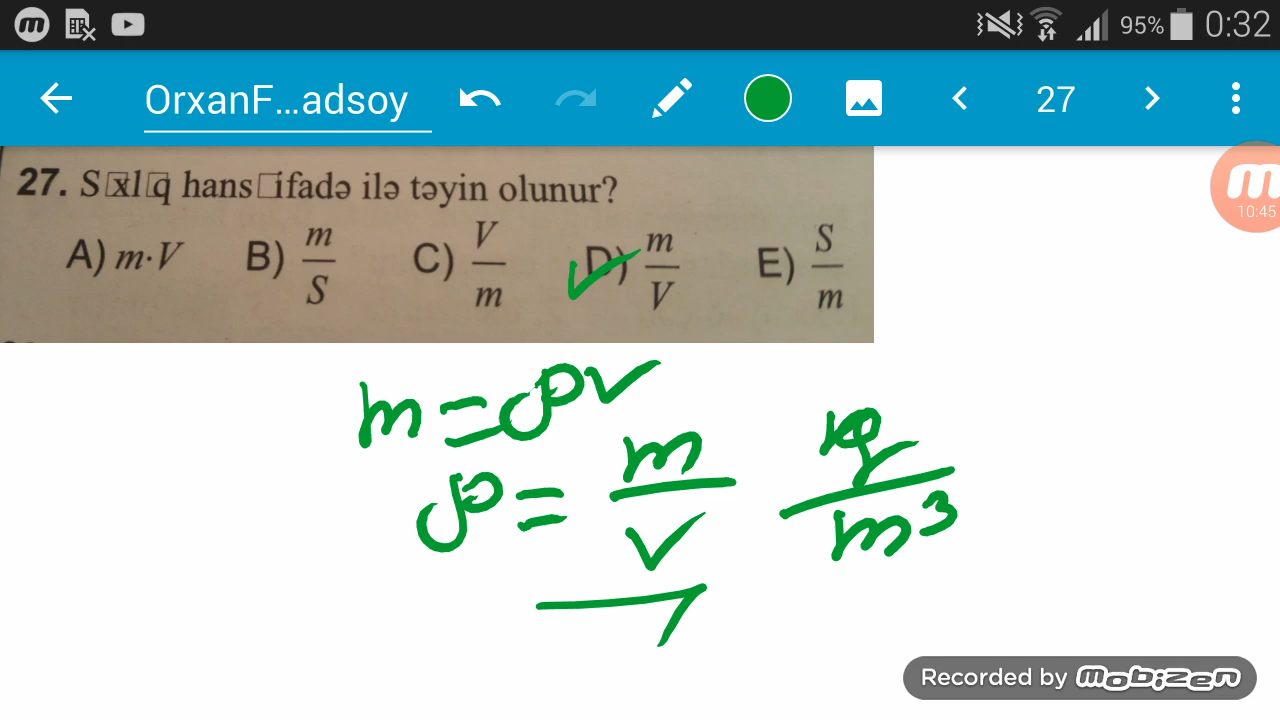 95% 0:32
OrxanF...adsoy 27
10:45
27. S□xl□q hans□ifadə ilə təyin olunur?
A) m·V B) m/S C) V/m D) m/V E) S/m
m=ρV
ρ = m/V kq/m³
Recorded by Mobizen